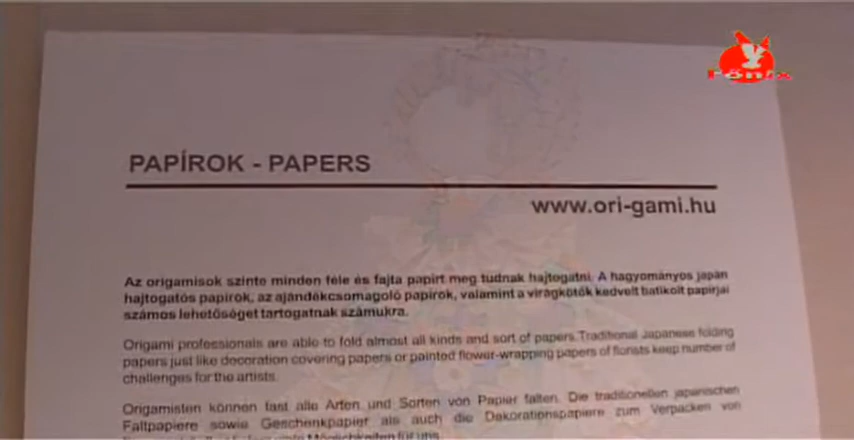 Főnix
PAPÍROK - PAPERS
www.ori-gami.hu
Az origamisok szinte minden féle és fajta papírt meg tudnak hajtogatni. A hagyományos japán
hajtogatós papírok, az ajándékcsomagoló papírok, valamint a virágkötők kedvelt batikolt papírjai
számos lehetőséget tartogatnak számukra.
Origami professionals are able to fold almost all kinds and sort of papers. Traditional Japanese folding
papers just like decoration covering papers or painted flower-wrapping papers of florists keep number of
challenges for the artists.
Origamisten können fast alle Arten und Sorten von Papier falten. Die traditionellen japanischen
Faltpapiere sowie Geschenkpapier als auch die Dekorationspapiere zum Verpacken von
Möglichkeiten für uns.